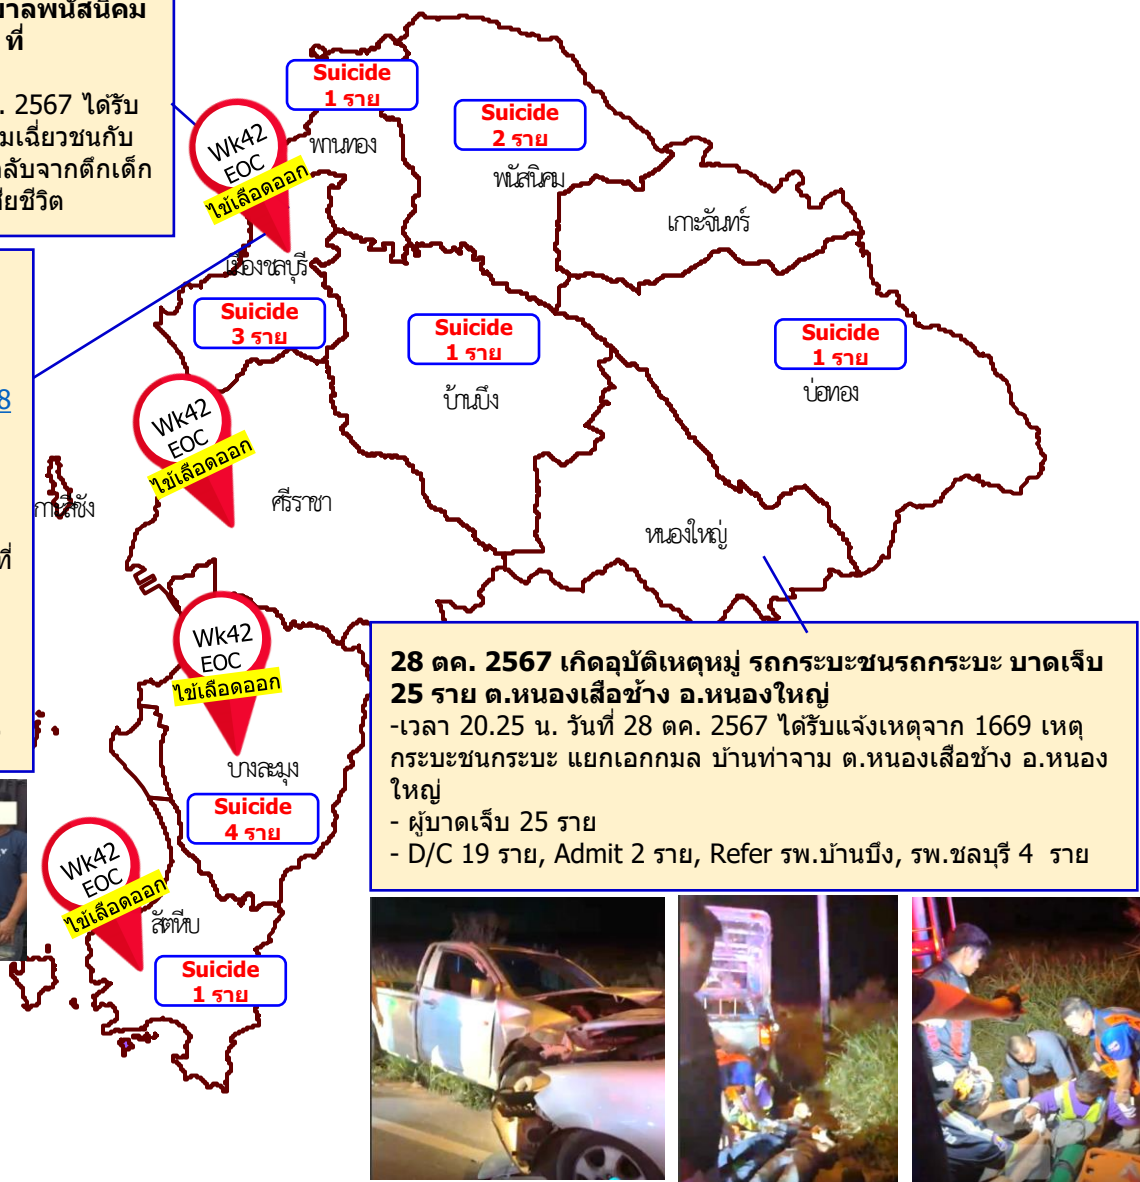 าลพนัสนิคม
ที่
. 2567 ได้รับ
มเฉี่ยวชนกับ
ลับจากตึกเด็ก
สียชีวิต
8
ที่
Suicide
1 ราย
Suicide
2 ราย
Wk42
EOC
ไข้เลือดออก
พานทอง
พนัสนิคม
เกาะจันทร์
เมืองชลบุรี
Suicide
3 ราย
Suicide
1 ราย
Suicide
1 ราย
บ้านบึง
บ่อทอง
Wk42
EOC
ไข้เลือดออก
กาะสีชัง
ศรีราชา
หนองใหญ่
Wk42
EOC
ไข้เลือดออก
บางละมุง
Suicide
4 ราย
Wk42
EOC
ไข้เลือดออก
สัตหีบ
Suicide
1 ราย
28 ตค. 2567 เกิดอุบัติเหตุหมู่ รถกระบะชนรถกระบะ บาดเจ็บ
25 ราย ต.หนองเสือช้าง อ.หนองใหญ่
-เวลา 20.25 น. วันที่ 28 ตค. 2567 ได้รับแจ้งเหตุจาก 1669 เหตุ
กระบะชนกระบะ แยกเอกกมล บ้านท่าจาม ต.หนองเสือช้าง อ.หนอง
ใหญ่
- ผู้บาดเจ็บ 25 ราย
- D/C 19 ราย, Admit 2 ราย, Refer รพ.บ้านบึง, รพ.ชลบุรี 4 ราย